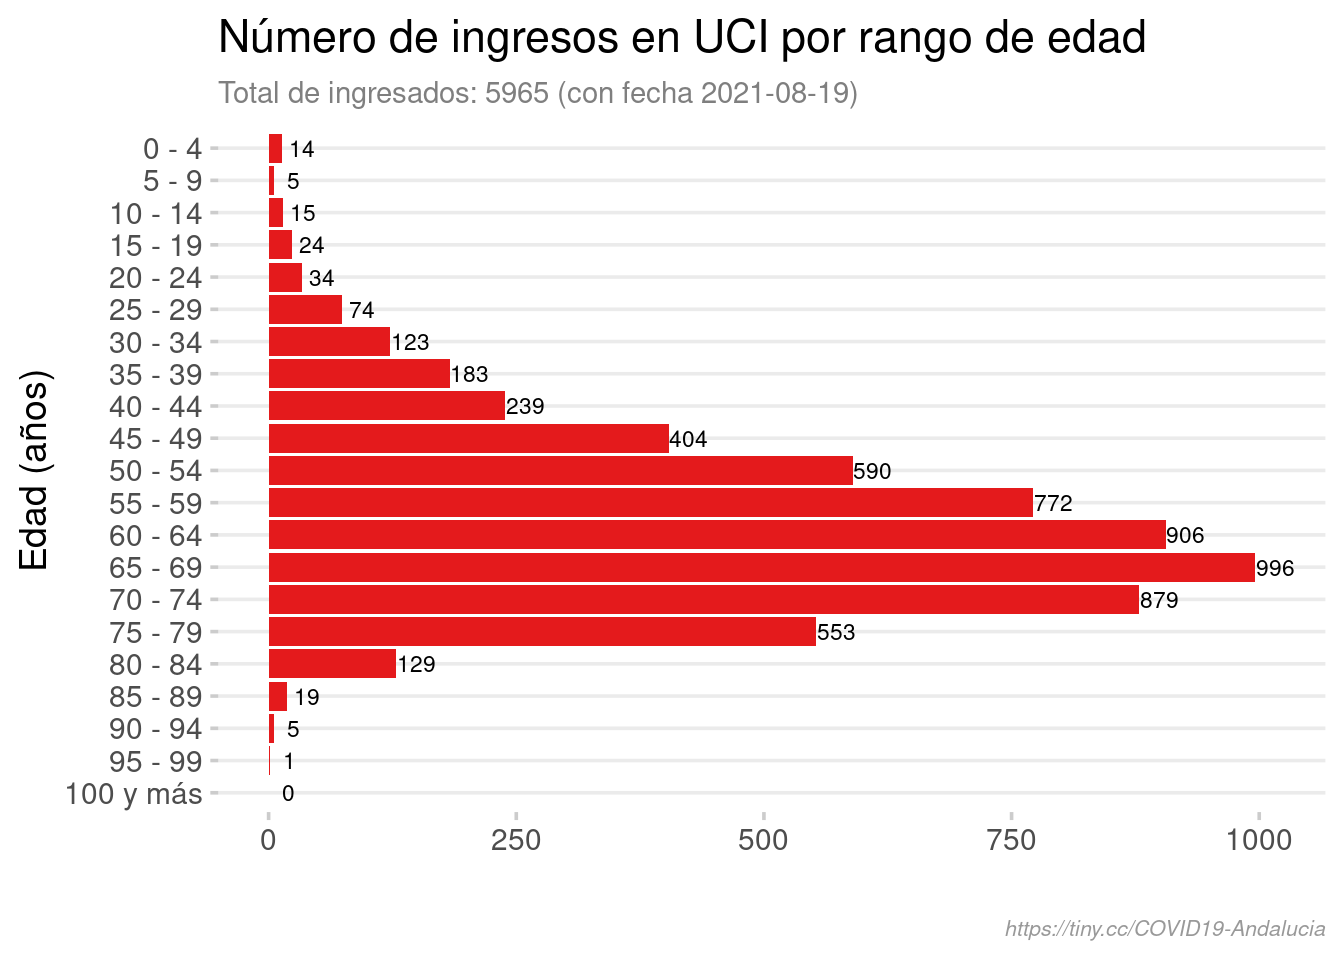 Número de ingresos en UCI por rango de edad
Total de ingresados: 5965 (con fecha 2021-08-19)
Edad (años)
0 - 4 14
5 - 9 5
10 - 14 15
15 - 19 24
20 - 24 34
25 - 29 74
30 - 34 123
35 - 39 183
40 - 44 239
45 - 49 404
50 - 54 590
55 - 59 772
60 - 64 906
65 - 69 996
70 - 74 879
75 - 79 553
80 - 84 129
85 - 89 19
90 - 94 5
95 - 99 1
100 y más 0
0 250 500 750 1000
https://tiny.cc/COVID19-Andalucia